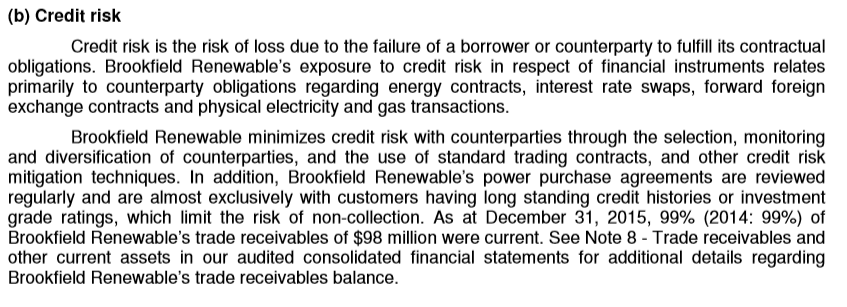 (b) Credit risk
Credit risk is the risk of loss due to the failure of a borrower or counterparty to fulfill its contractual
obligations. Brookfield Renewable's exposure to credit risk in respect of financial instruments relates
primarily to counterparty obligations regarding energy contracts, interest rate swaps, forward foreign
exchange contracts and physical electricity and gas transactions.
Brookfield Renewable minimizes credit risk with counterparties through the selection, monitoring
and diversification of counterparties, and the use of standard trading contracts, and other credit risk
mitigation techniques. In addition, Brookfield Renewable's power purchase agreements are reviewed
regularly and are almost exclusively with customers having long standing credit histories or investment
grade ratings, which limit the risk of non-collection. As at December 31, 2015, 99% (2014: 99%) of
Brookfield Renewable's trade receivables of $98 million were current. See Note 8 - Trade receivables and
other current assets in our audited consolidated financial statements for additional details regarding
Brookfield Renewable's trade receivables balance.